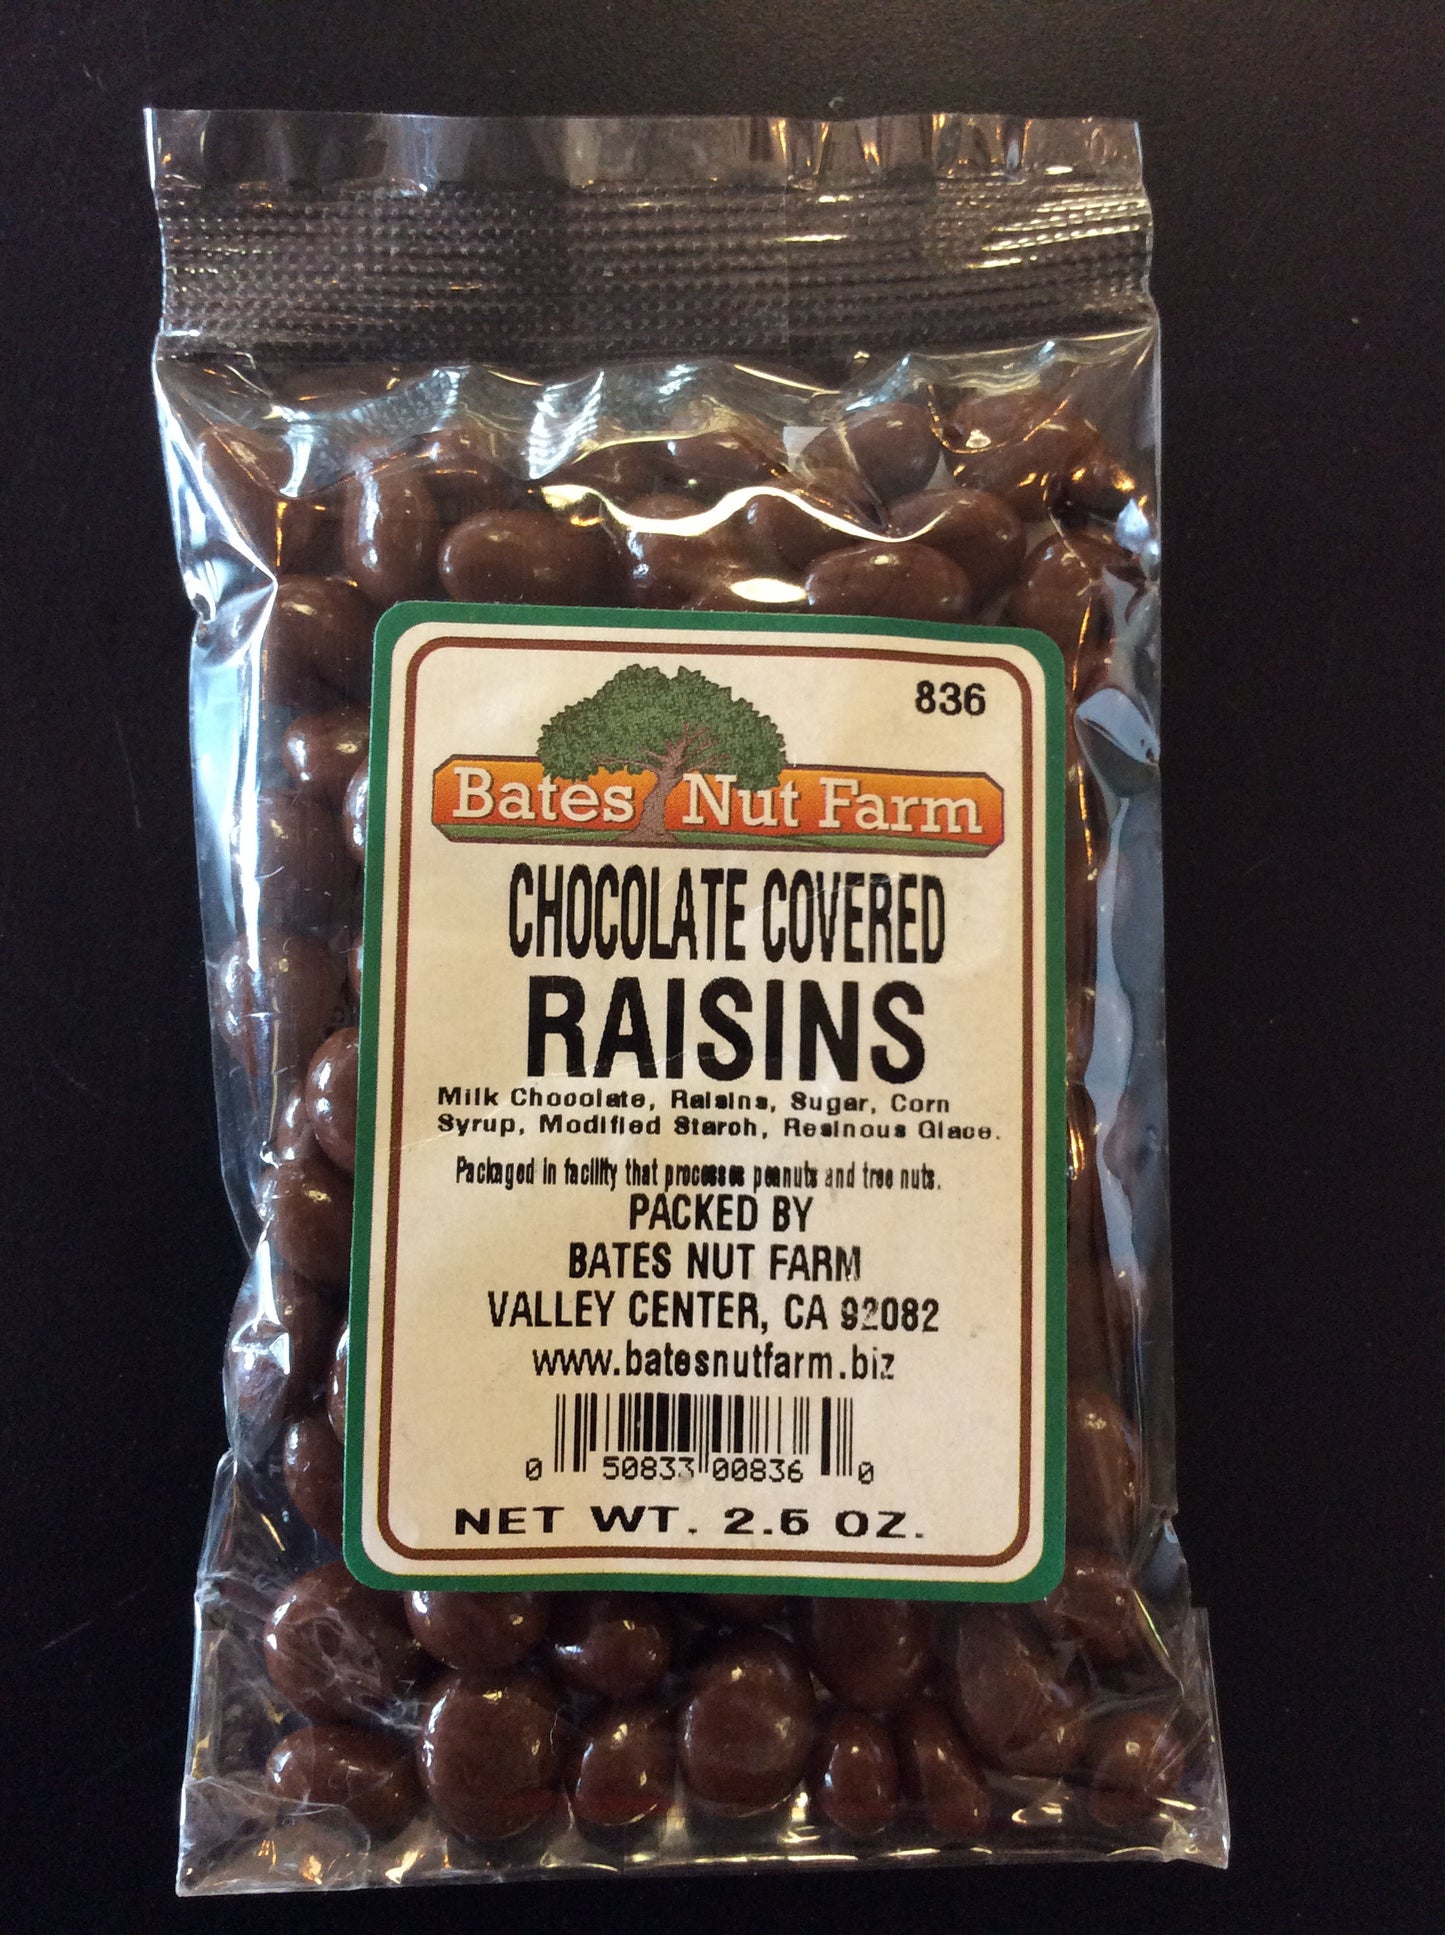 836
Bates Nut Farm
CHOCOLATE COVERED
RAISINS
Milk Chocolate, Raisins, Sugar, Corn
Syrup, Modified Starch, Resinous Glace.
Packaged in facility that processes peanuts and tree nuts.
PACKED BY
BATES NUT FARM
VALLEY CENTER, CA 92082
www.batesnutfarm.biz
0 50833 00836 0
NET WT. 2.5 OZ.